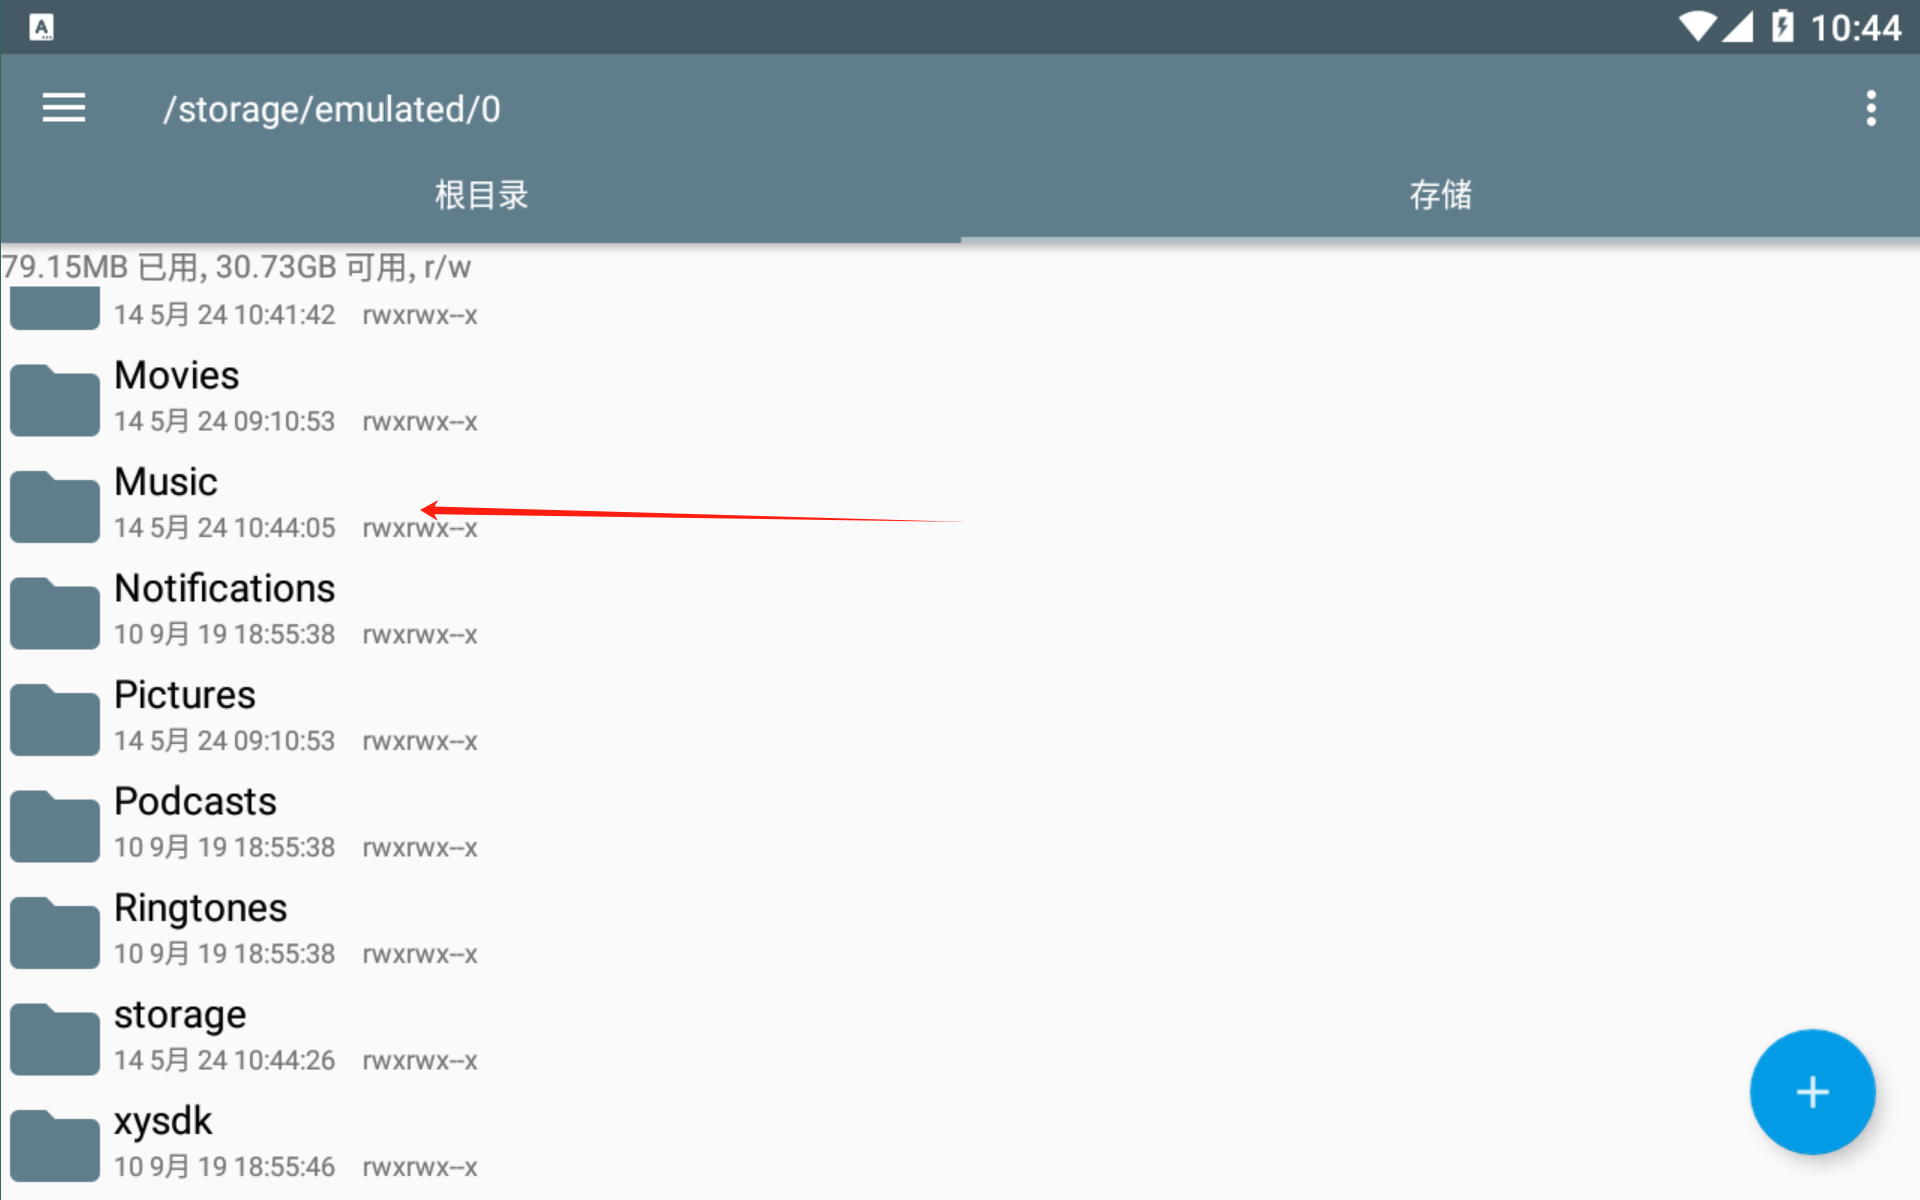 A
10:44
/storage/emulated/0
根目录
存储
79.15MB 已用, 30.73GB 可用, r/w
14 5月 24 10:41:42 rwxrwx--x
Movies
14 5月 24 09:10:53 rwxrwx--x
Music
14 5月 24 10:44:05 rwxrwx--x
Notifications
10 9月 19 18:55:38 rwxrwx--x
Pictures
14 5月 24 09:10:53 rwxrwx--x
Podcasts
10 9月 19 18:55:38 rwxrwx--x
Ringtones
10 9月 19 18:55:38 rwxrwx--x
storage
14 5月 24 10:44:26 rwxrwx--x
xysdk
10 9月 19 18:55:46 rwxrwx--x